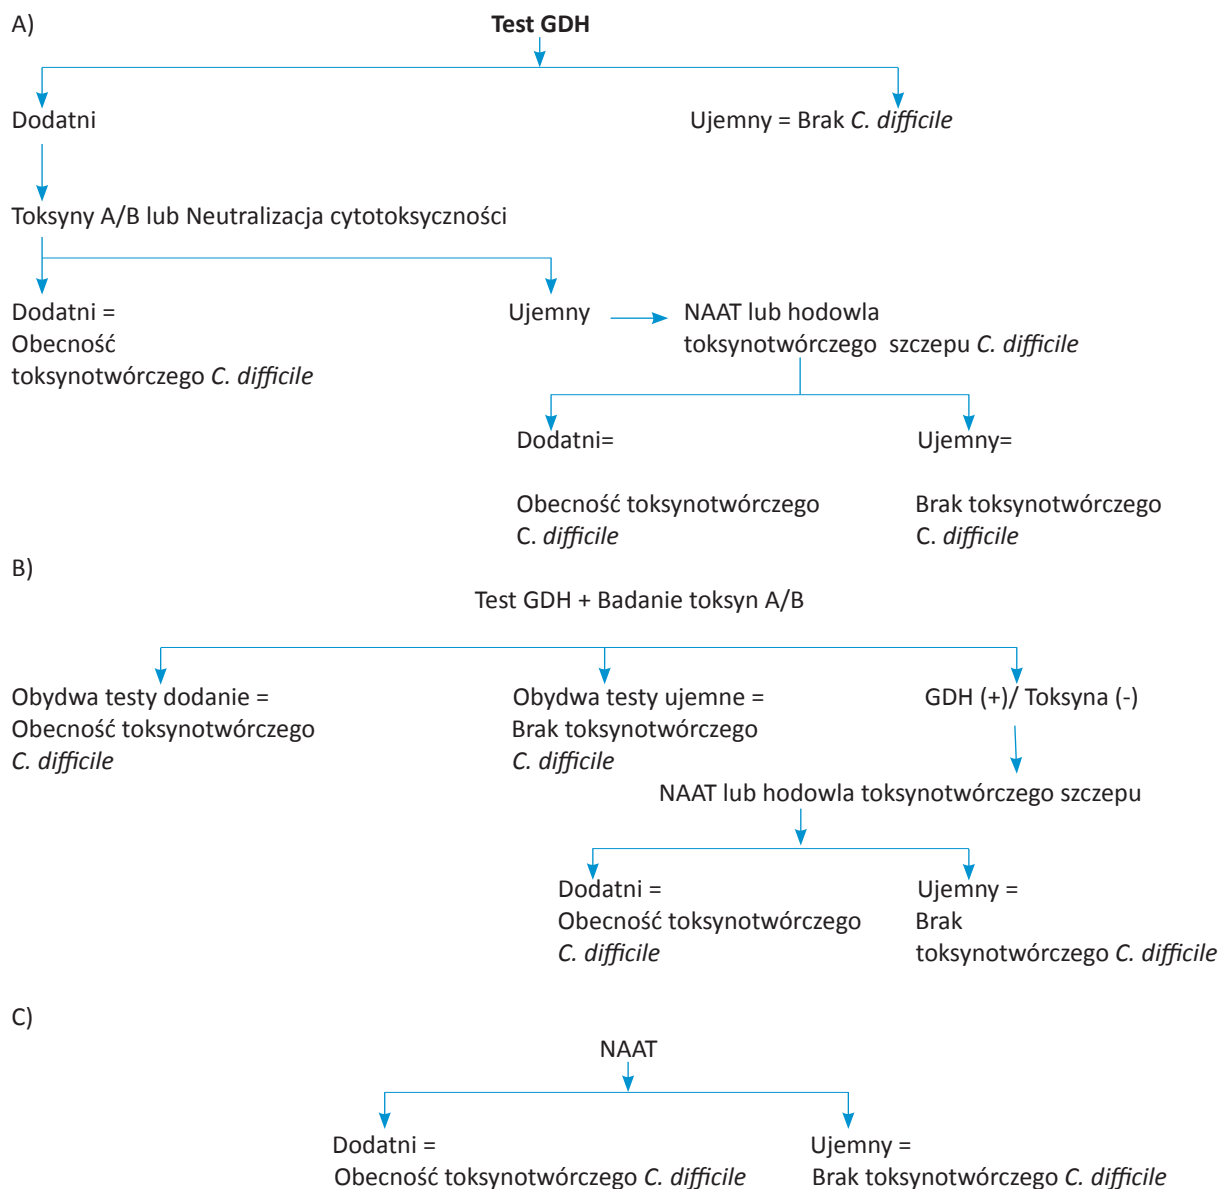 A)
Test GDH
Dodatni
Ujemny = Brak C. difficile
Toksyny A/B lub Neutralizacja cytotoksyczności
Dodatni =
Obecność
toksynotwórczego C. difficile
Ujemny
NAAT lub hodowla
toksynotwórczego szczepu C. difficile
Dodatni=
Obecność toksynotwórczego
C. difficile
Ujemny=
Brak toksynotwórczego
C. difficile
B)
Test GDH + Badanie toksyn A/B
Obydwa testy dodanie =
Obecność toksynotwórczego
C. difficile
Obydwa testy ujemne =
Brak toksynotwórczego
C. difficile
GDH (+)/ Toksyna (-)
NAAT lub hodowla toksynotwórczego szczepu
Dodatni =
Obecność toksynotwórczego
C. difficile
Ujemny =
Brak
toksynotwórczego C. difficile
C)
NAAT
Dodatni =
Obecność toksynotwórczego C. difficile
Ujemny =
Brak toksynotwórczego C. difficile